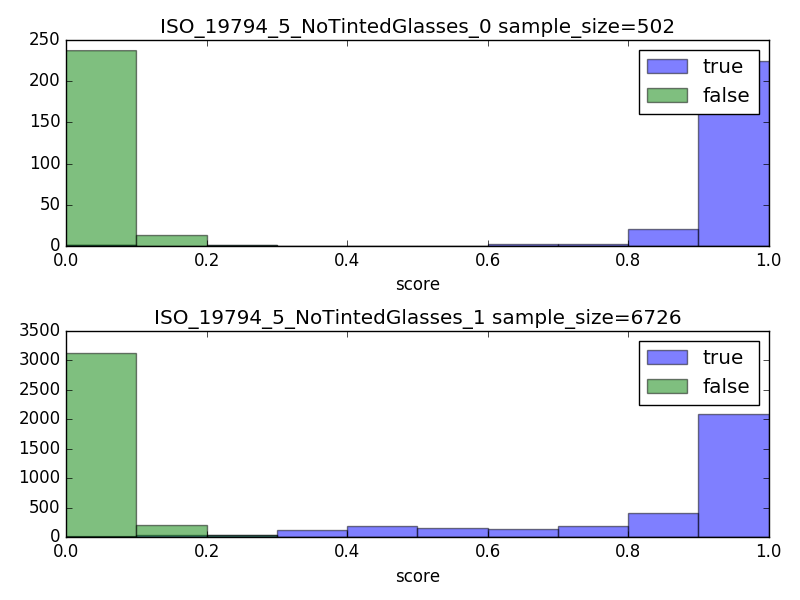 ISO_19794_5_NoTintedGlasses_0 sample_size=502
250
200
150
100
50
0
true
false
0.0 0.2 0.4 0.6 0.8 1.0
score
ISO_19794_5_NoTintedGlasses_1 sample_size=6726
3500
3000
2500
2000
1500
1000
500
0
true
false
0.0 0.2 0.4 0.6 0.8 1.0
score